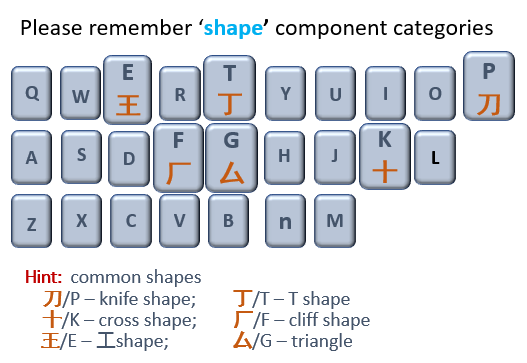 Please remember ‘shape’ component categories
Q W E R T Y U I O P
王 丁 刀
A S D F G H J K L
厂 厶 十
Z X C V B n M
Hint: common shapes
刀/P – knife shape; 丁/T – T shape
十/K – cross shape; 厂/F – cliff shape
王/E – 工shape; 厶/G – triangle